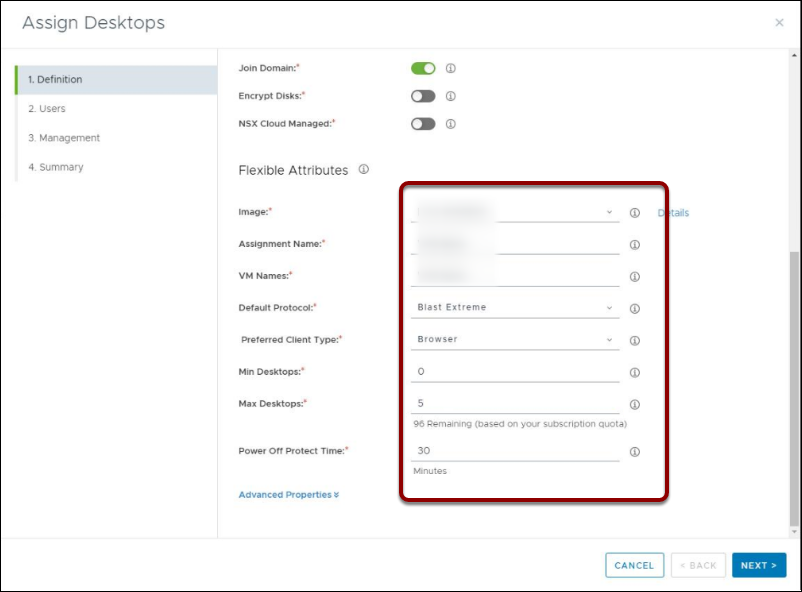 Assign Desktops
1. Definition
2. Users
3. Management
4. Summary
Join Domain:*
Encrypt Disks:*
NSX Cloud Managed:*
Flexible Attributes
Image:* Details
Assignment Name:*
VM Names:*
Default Protocol:* Blast Extreme
Preferred Client Type:* Browser
Min Desktops:* 0
Max Desktops:* 5
96 Remaining (based on your subscription quota)
Power Off Protect Time:* 30
Minutes
Advanced Properties
CANCEL < BACK NEXT >